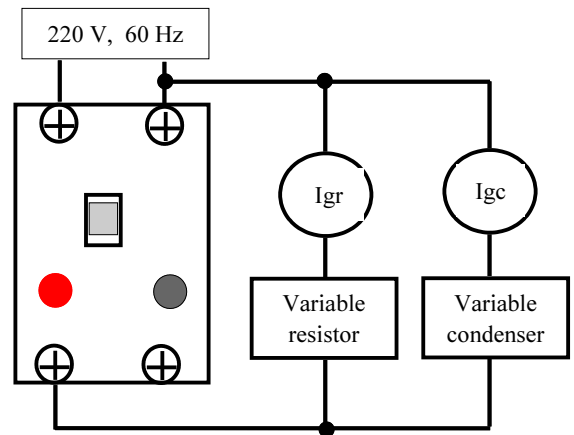 220 V, 60 Hz
Igr
Igc
Variable
resistor
Variable
condenser